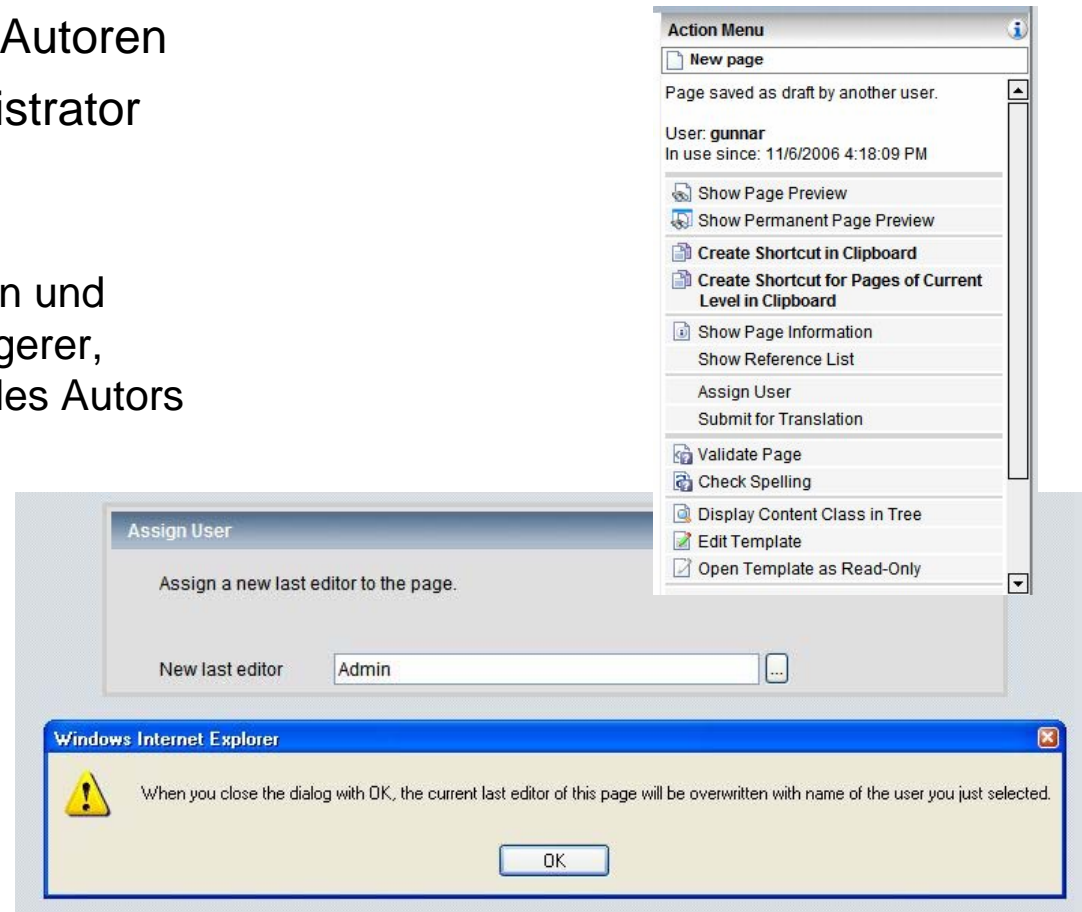 Autoren
istrator
n und
gerer,
les Autors
Action Menu
New page
Page saved as draft by another user.
User: gunnar
In use since: 11/6/2006 4:18:09 PM
Show Page Preview
Show Permanent Page Preview
Create Shortcut in Clipboard
Create Shortcut for Pages of Current
Level in Clipboard
Show Page Information
Show Reference List
Assign User
Submit for Translation
Validate Page
Check Spelling
Display Content Class in Tree
Edit Template
Open Template as Read-Only
Assign User
Assign a new last editor to the page.
New last editor Admin ...
Windows Internet Explorer
When you close the dialog with OK, the current last editor of this page will be overwritten with name of the user you just selected.
OK